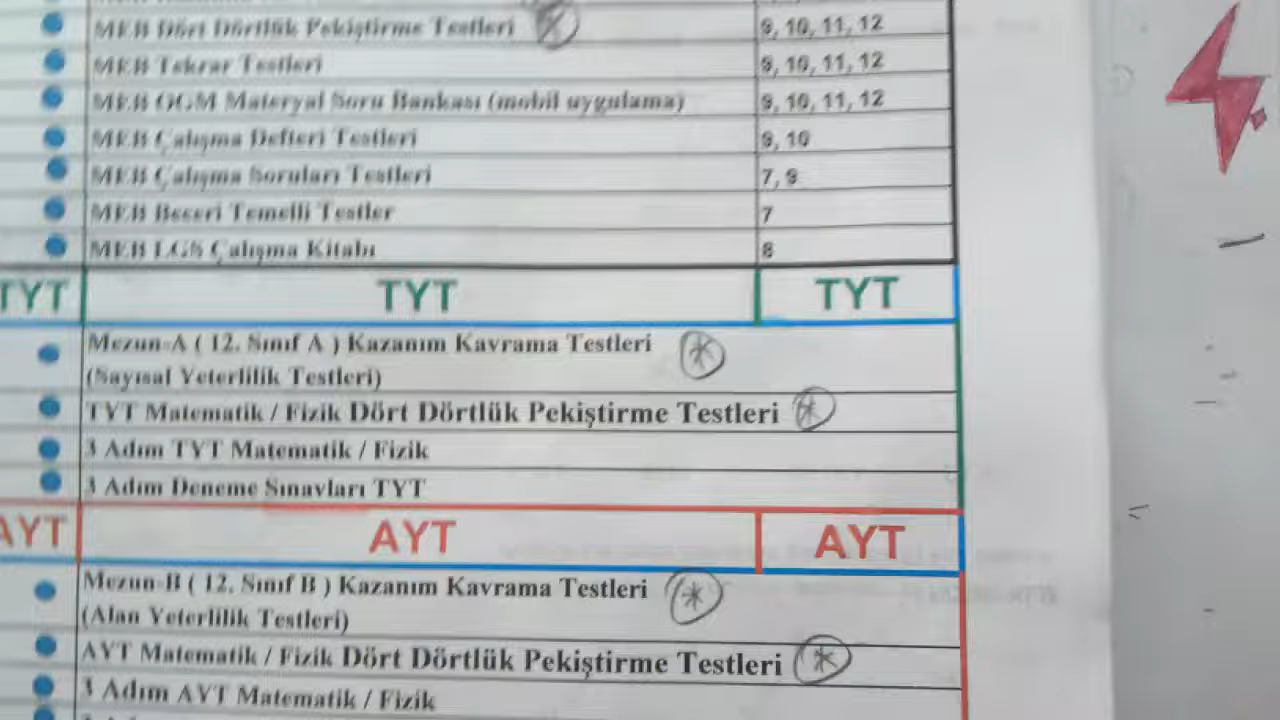 MEB Dört Dörtlük Pekiştirme Testleri 9, 10, 11, 12
MEB Tekrar Testleri 9, 10, 11, 12
MEB OGM Materyal Soru Bankası (mobil uygulama) 9, 10, 11, 12
MEB Çalışma Defteri Testleri 9, 10
MEB Çalışma Soruları Testleri 7, 9
MEB Beceri Temelli Testler 7
MEB LGS Çalışma Kitabı 8
TYT TYT TYT
Mezun-A ( 12. Sınıf A ) Kazanım Kavrama Testleri
(Sayısal Yeterlilik Testleri)
TYT Matematik / Fizik Dört Dörtlük Pekiştirme Testleri
3 Adım TYT Matematik / Fizik
3 Adım Deneme Sınavları TYT
AYT AYT AYT
Mezun-B ( 12. Sınıf B ) Kazanım Kavrama Testleri
(Alan Yeterlilik Testleri)
AYT Matematik / Fizik Dört Dörtlük Pekiştirme Testleri
3 Adım AYT Matematik / Fizik